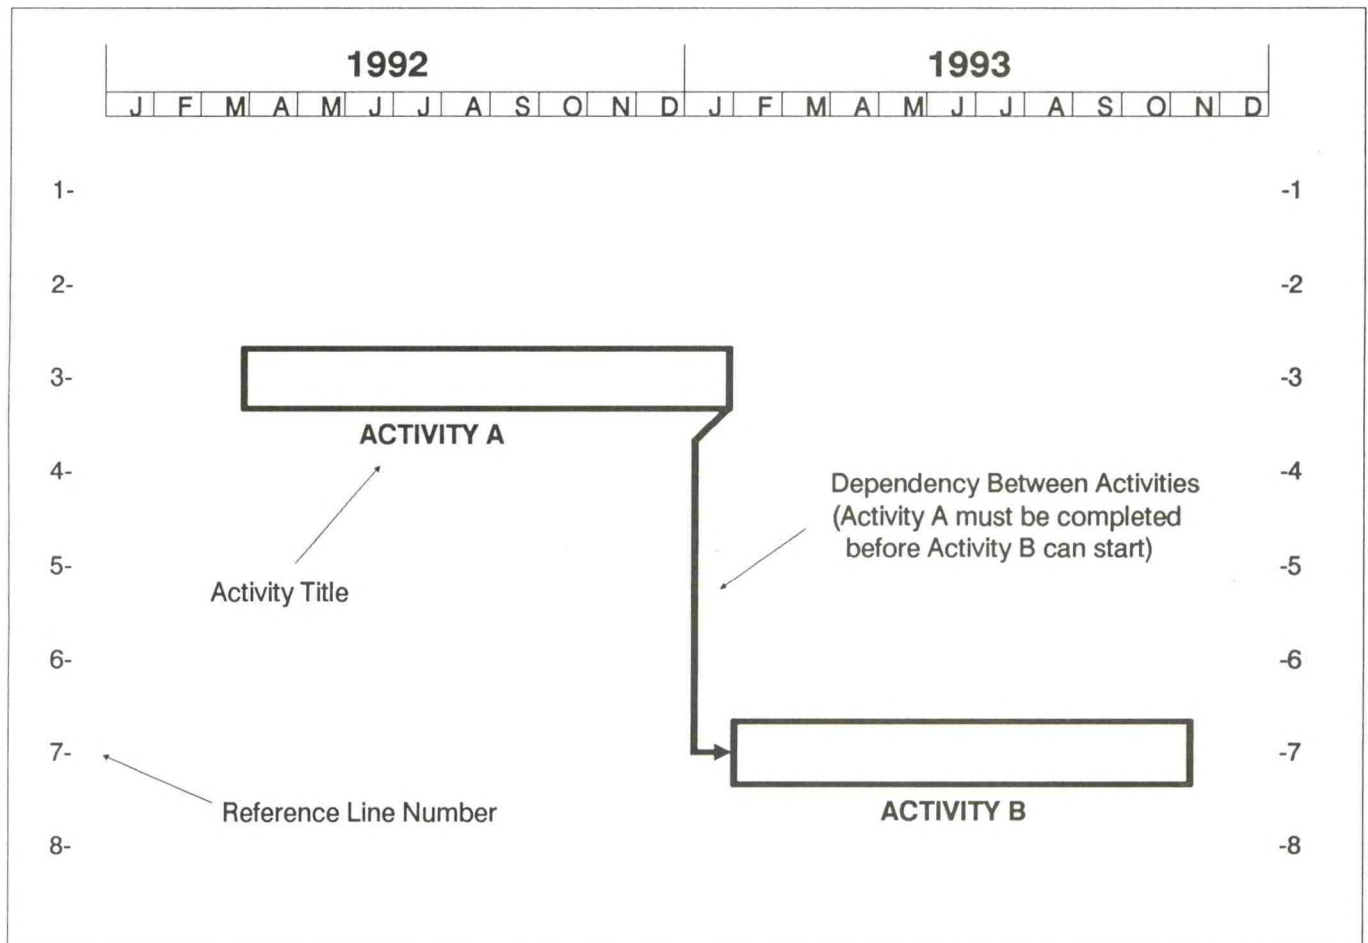 1992 1993
J F M A M J J A S O N D J F M A M J J A S O N D
1- -1
2- -2
3- -3
ACTIVITY A
4- -4
Dependency Between Activities
(Activity A must be completed
before Activity B can start)
5- -5
Activity Title
6- -6
7- -7
Reference Line Number
ACTIVITY B
8- -8